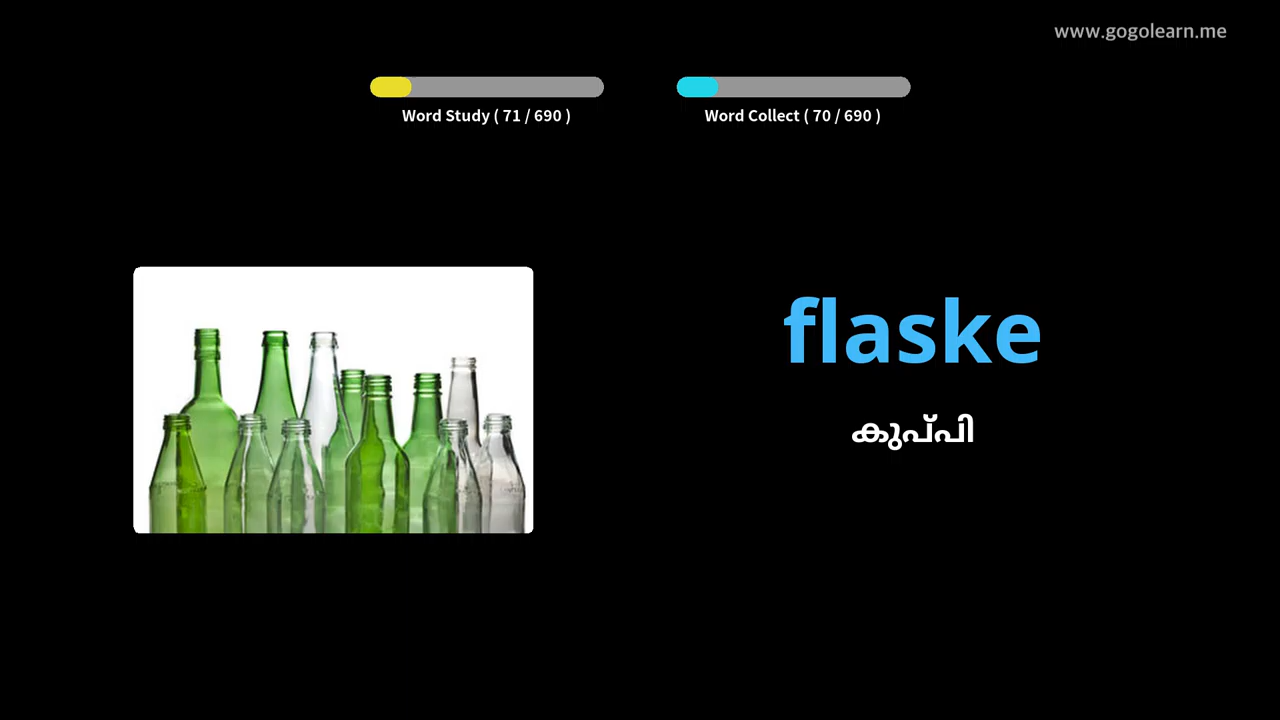 www.gogolearn.me
Word Study ( 71 / 690 )
Word Collect ( 70 / 690 )
flaske
കുപ്പി